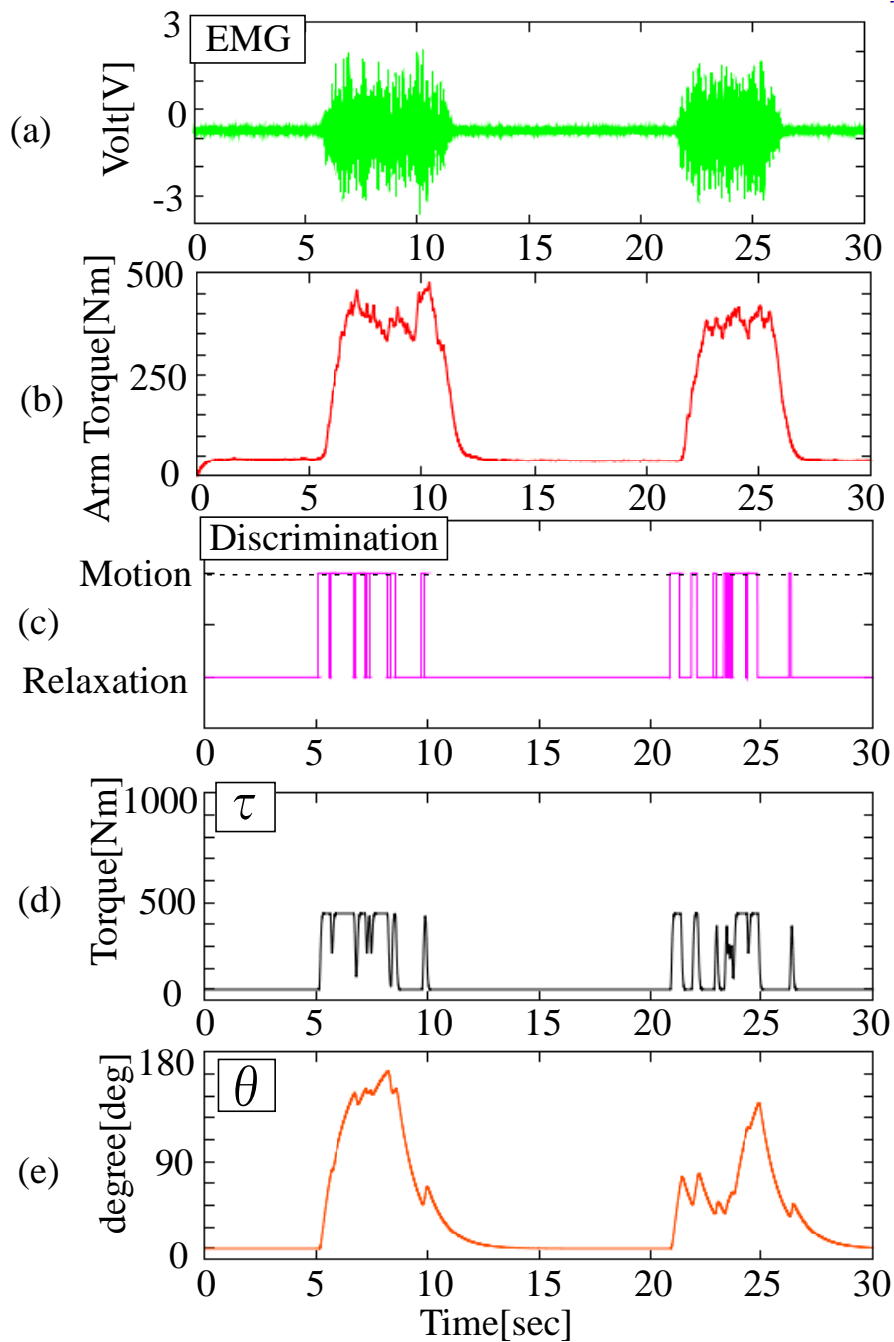 3
EMG
0
-3
Volt[V]
(a)
0 5 10 15 20 25 30
500
250
0
Arm Torque[Nm]
(b)
0 5 10 15 20 25 30
Discrimination
Motion
(c)
Relaxation
0 5 10 15 20 25 30
1000
τ
500
0
Torque[Nm]
(d)
0 5 10 15 20 25 30
180
θ
90
0
degree[deg]
(e)
0 5 10 15 20 25 30
Time[sec]